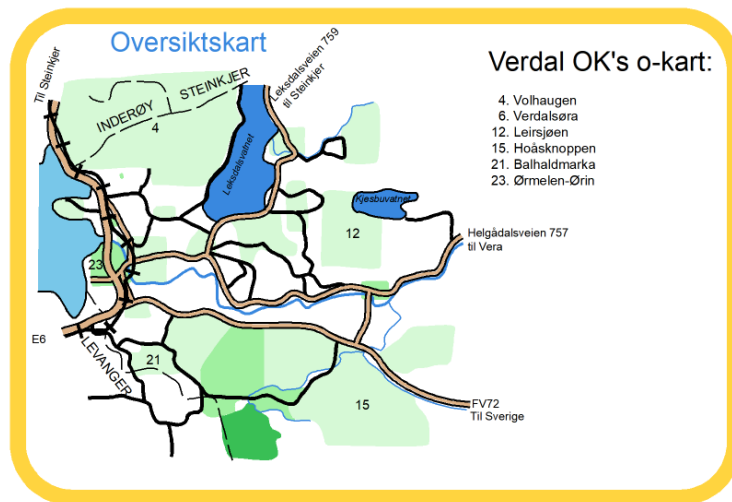 Oversiktskart
Verdal OK's o-kart:
4. Volhaugen
6. Verdalsøra
12. Leirsjøen
15. Hoåsknoppen
21. Balhaldmarka
23. Ørmelen-Ørin
Til Steinkjer
Leksdalsveien 759
til Steinkjer
STEINKJER
INDERØY
4
Leksdalsvatnet
Kjesbuvatnet
12
Helgådalsveien 757
til Vera
23
E6
LEVANGER
21
15
FV72
Til Sverige